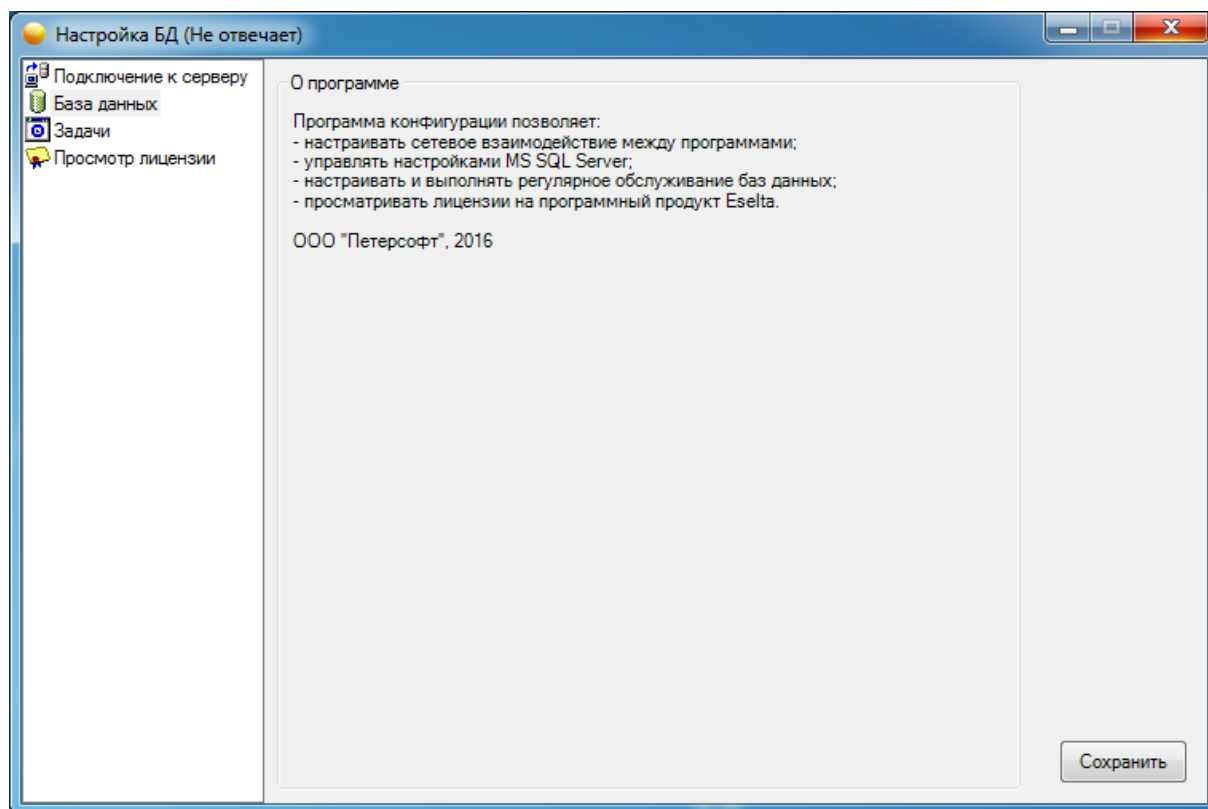 Настройка БД (Не отвечает)
Подключение к серверу
База данных
Задачи
Просмотр лицензии
О программе
Программа конфигурации позволяет:
- настраивать сетевое взаимодействие между программами;
- управлять настройками MS SQL Server;
- настраивать и выполнять регулярное обслуживание баз данных;
- просматривать лицензии на программный продукт Eselta.
ООО "Петерсофт", 2016
Сохранить